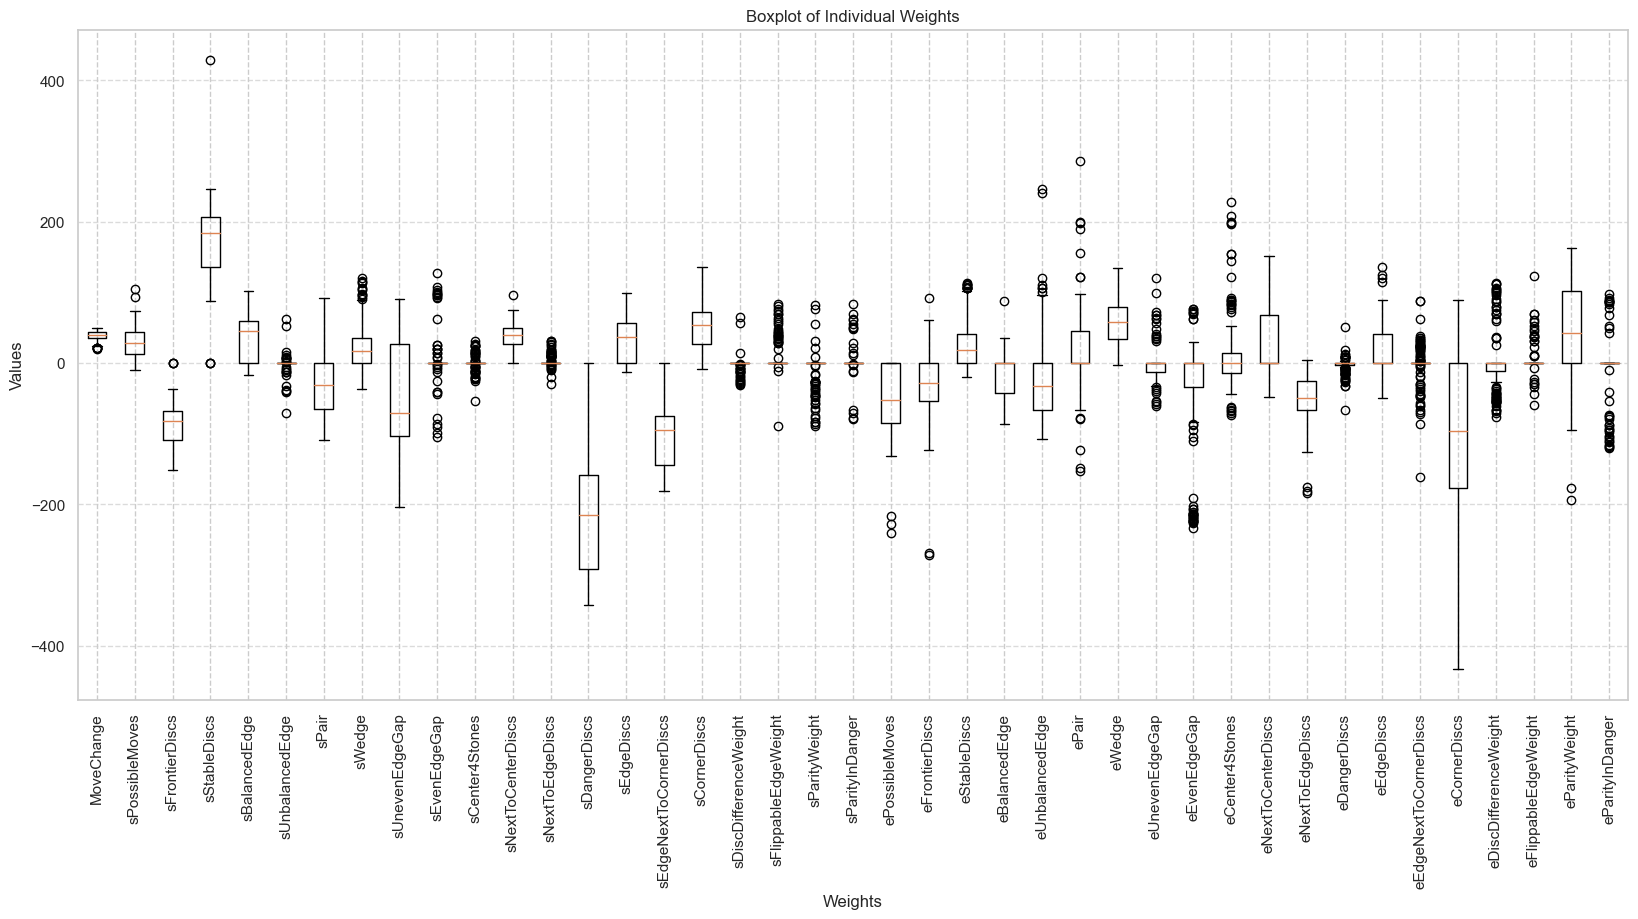 Boxplot of Individual Weights
Values
400
200
0
−200
−400
MoveChange
sPossibleMoves
sFrontierDiscs
sStableDiscs
sBalancedEdge
sUnbalancedEdge
sPair
sWedge
sUnevenEdgeGap
sEvenEdgeGap
sCenter4Stones
sNextToCenterDiscs
sNextToEdgeDiscs
sDangerDiscs
sEdgeDiscs
sEdgeNextToCornerDiscs
sCornerDiscs
sDiscDifferenceWeight
sFlippableEdgeWeight
sParityWeight
sParityInDanger
ePossibleMoves
eFrontierDiscs
eStableDiscs
eBalancedEdge
eUnbalancedEdge
ePair
eWedge
eUnevenEdgeGap
eEvenEdgeGap
eCenter4Stones
eNextToCenterDiscs
eNextToEdgeDiscs
eDangerDiscs
eEdgeDiscs
eEdgeNextToCornerDiscs
eCornerDiscs
eDiscDifferenceWeight
eFlippableEdgeWeight
eParityWeight
eParityInDanger
Weights